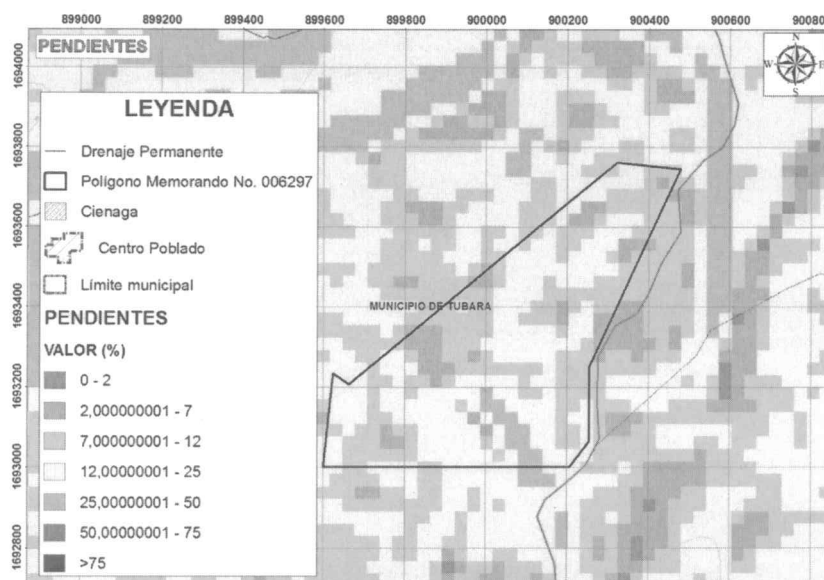 899000 899200 899400 899600 899800 900000 900200 900400 900600 900800
PENDIENTES
N
W E
S
1694000
1693800
1693600
1693400
1693200
1693000
1692800
LEYENDA
Drenaje Permanente
Polígono Memorando No. 006297
Cienaga
Centro Poblado
Límite municipal
PENDIENTES
VALOR (%)
0 - 2
2,000000001 - 7
7,000000001 - 12
12,00000001 - 25
25,00000001 - 50
50,00000001 - 75
>75
MUNICIPIO DE TUBARA